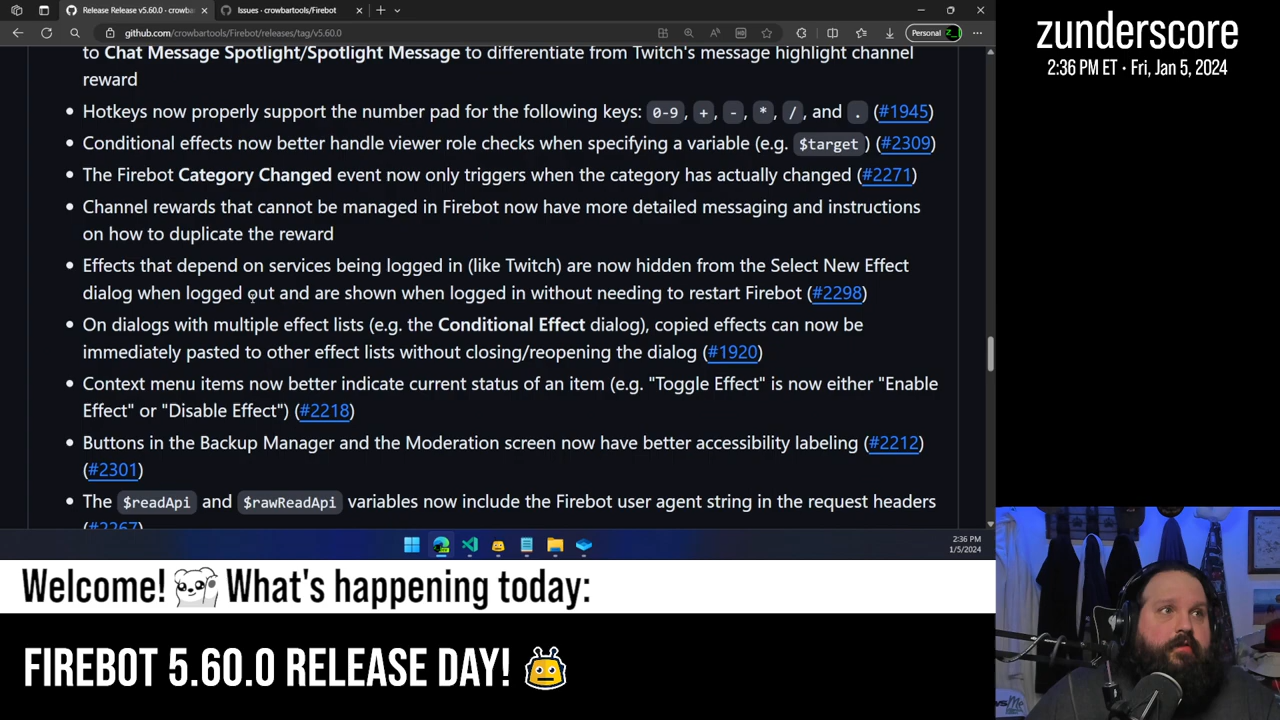 Release Release v5.60.0 · crowba
Issues · crowbartools/Firebot
github.com/crowbartools/Firebot/releases/tag/v5.60.0
Personal
to Chat Message Spotlight/Spotlight Message to differentiate from Twitch's message highlight channel
reward
Hotkeys now properly support the number pad for the following keys: 0-9, +, -, *, /, and . (#1945)
Conditional effects now better handle viewer role checks when specifying a variable (e.g. $target) (#2309)
The Firebot Category Changed event now only triggers when the category has actually changed (#2271)
Channel rewards that cannot be managed in Firebot now have more detailed messaging and instructions
on how to duplicate the reward
Effects that depend on services being logged in (like Twitch) are now hidden from the Select New Effect
dialog when logged out and are shown when logged in without needing to restart Firebot (#2298)
On dialogs with multiple effect lists (e.g. the Conditional Effect dialog), copied effects can now be
immediately pasted to other effect lists without closing/reopening the dialog (#1920)
Context menu items now better indicate current status of an item (e.g. "Toggle Effect" is now either "Enable
Effect" or "Disable Effect") (#2218)
Buttons in the Backup Manager and the Moderation screen now have better accessibility labeling (#2212)
(#2301)
The $readApi and $rawReadApi variables now include the Firebot user agent string in the request headers
(#2267)
2:36 PM
1/5/2024
zunderscore
2:36 PM ET · Fri, Jan 5, 2024
Welcome! What's happening today:
FIREBOT 5.60.0 RELEASE DAY!